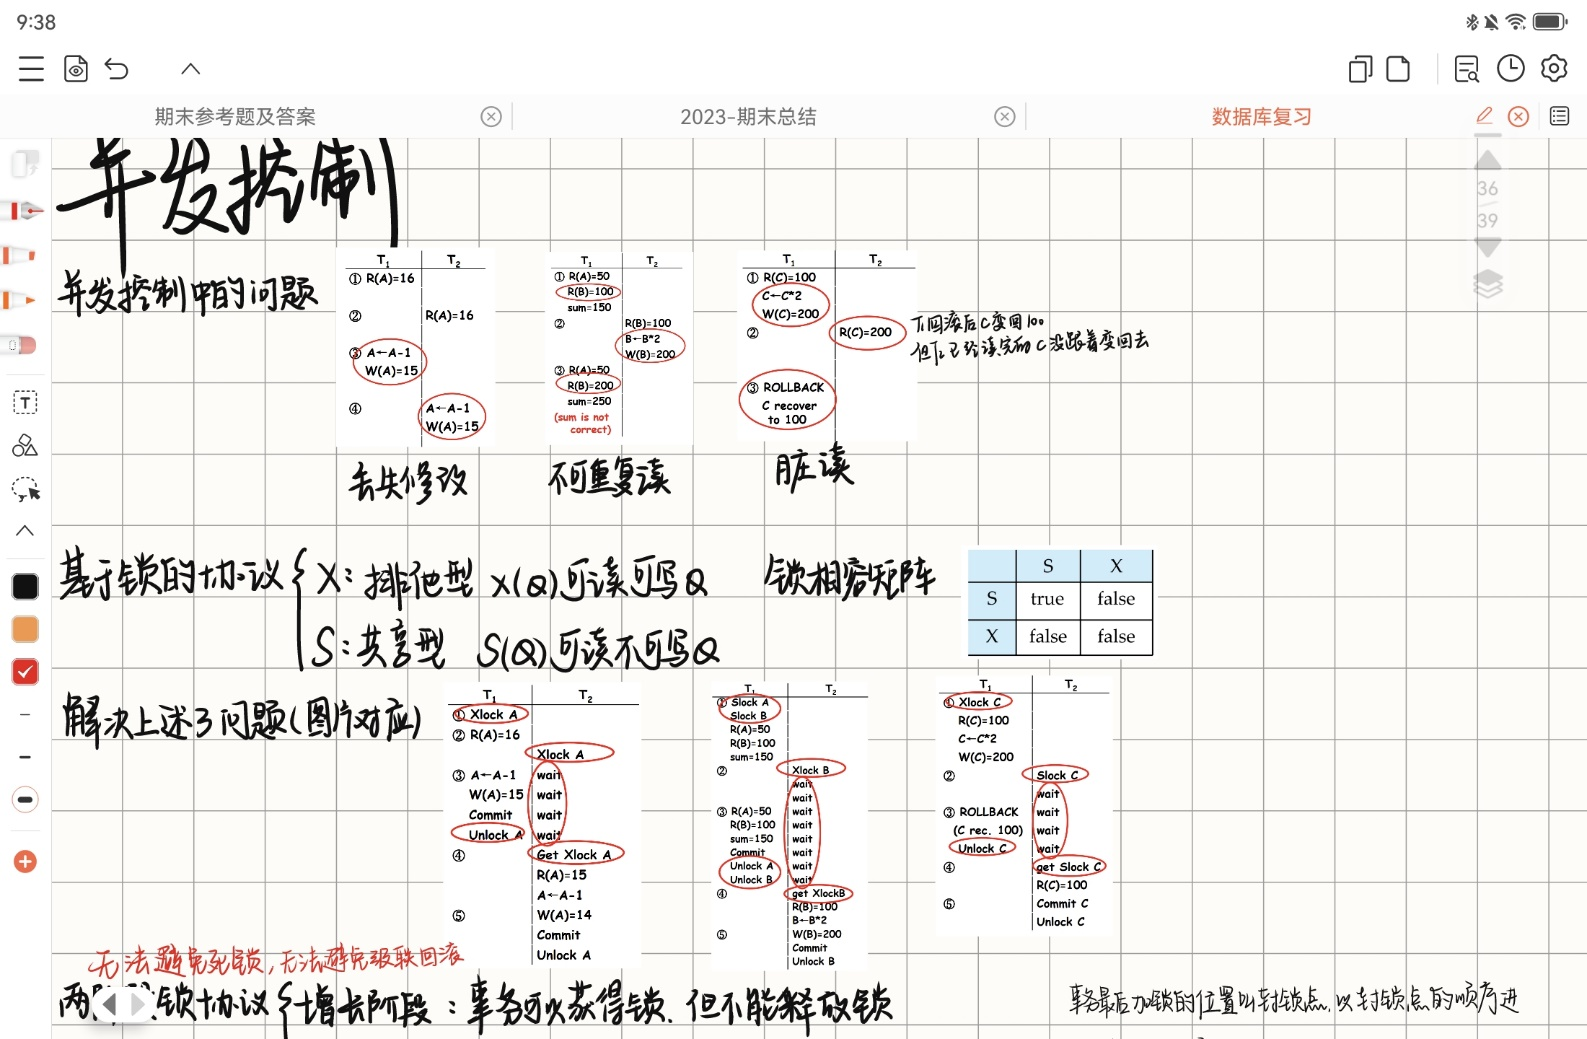 9:38
期末参考题及答案
2023-期末总结
数据库复习
36
39
并发控制
并发控制中的问题
T1 T2
① R(A)=16
② R(A)=16
③ A←A-1
W(A)=15
④ A←A-1
W(A)=15
丢失修改
T1 T2
① R(A)=50
R(B)=100
sum=150
② R(B)=100
B←B*2
W(B)=200
③ R(A)=50
R(B)=200
sum=250
(sum is not
correct)
不可重复读
T1 T2
① R(C)=100
C←C*2
W(C)=200
② R(C)=200
③ ROLLBACK
C recover
to 100
T1回滚后C变回100
但T2已经读完的C没跟着变回去
脏读
基于锁的协议
X：排他型 X(Q)可读可写Q
S：共享型 S(Q)可读不可写Q
锁相容矩阵
S X
S true false
X false false
解决上述3问题(图片对应)
T1 T2
① Xlock A
② R(A)=16
Xlock A
③ A←A-1 wait
W(A)=15 wait
Commit wait
Unlock A wait
④ Get Xlock A
R(A)=15
A←A-1
⑤ W(A)=14
Commit
Unlock A
T1 T2
① Slock A
Slock B
R(A)=50
R(B)=100
sum=150
② Xlock B
wait
wait
③ R(A)=50 wait
R(B)=100 wait
sum=150 wait
Commit wait
Unlock A wait
Unlock B wait
④ get XlockB
R(B)=100
B←B*2
⑤ W(B)=200
Commit
Unlock B
T1 T2
① Xlock C
R(C)=100
C←C*2
W(C)=200
② Slock C
wait
③ ROLLBACK wait
(C rec. 100) wait
Unlock C wait
④ get Slock C
R(C)=100
⑤ Commit C
Unlock C
无法避免死锁，无法避免级联回滚
两 锁协议 增长阶段：事务可以获得锁，但不能释放锁
事务最后加锁的位置叫封锁点，以封锁点的顺序进